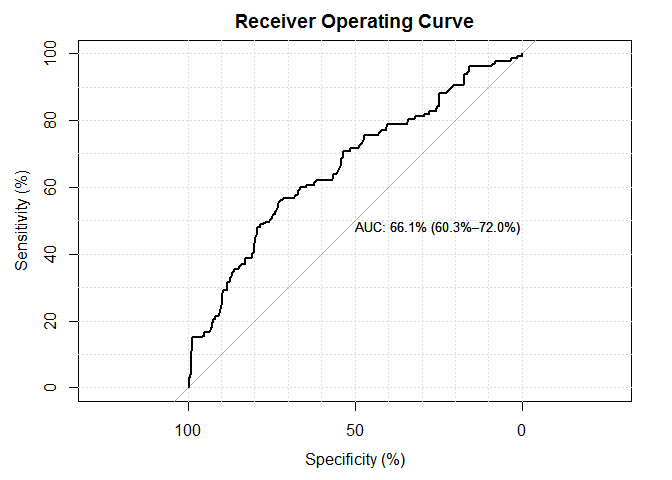 Receiver Operating Curve
Sensitivity (%)
100
80
60
40
20
0
AUC: 66.1% (60.3%–72.0%)
100
50
0
Specificity (%)